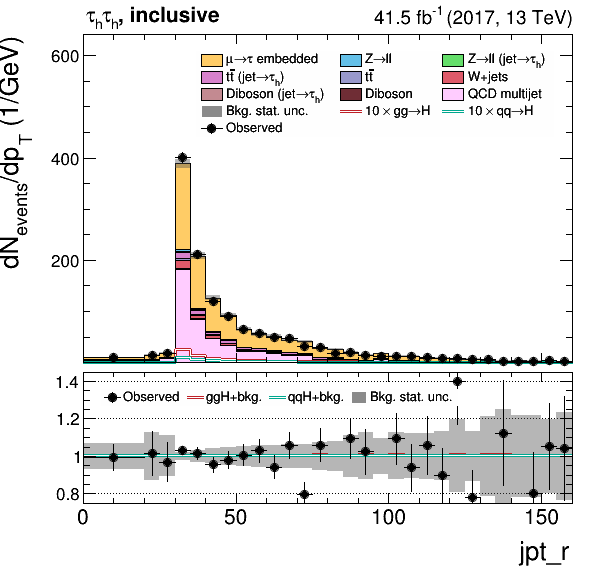 τhτh, inclusive 41.5 fb⁻¹ (2017, 13 TeV)
dNevents/dpT (1/GeV)
600
400
200
μ→τ embedded Z→ll Z→ll (jet→τh)
tt̄ (jet→τh) tt̄ W+jets
Diboson (jet→τh) Diboson QCD multijet
Bkg. stat. unc. 10 × gg→H 10 × qq→H
Observed
1.4
1.2
1
0.8
Observed ggH+bkg. qqH+bkg. Bkg. stat. unc.
0 50 100 150
jpt_r